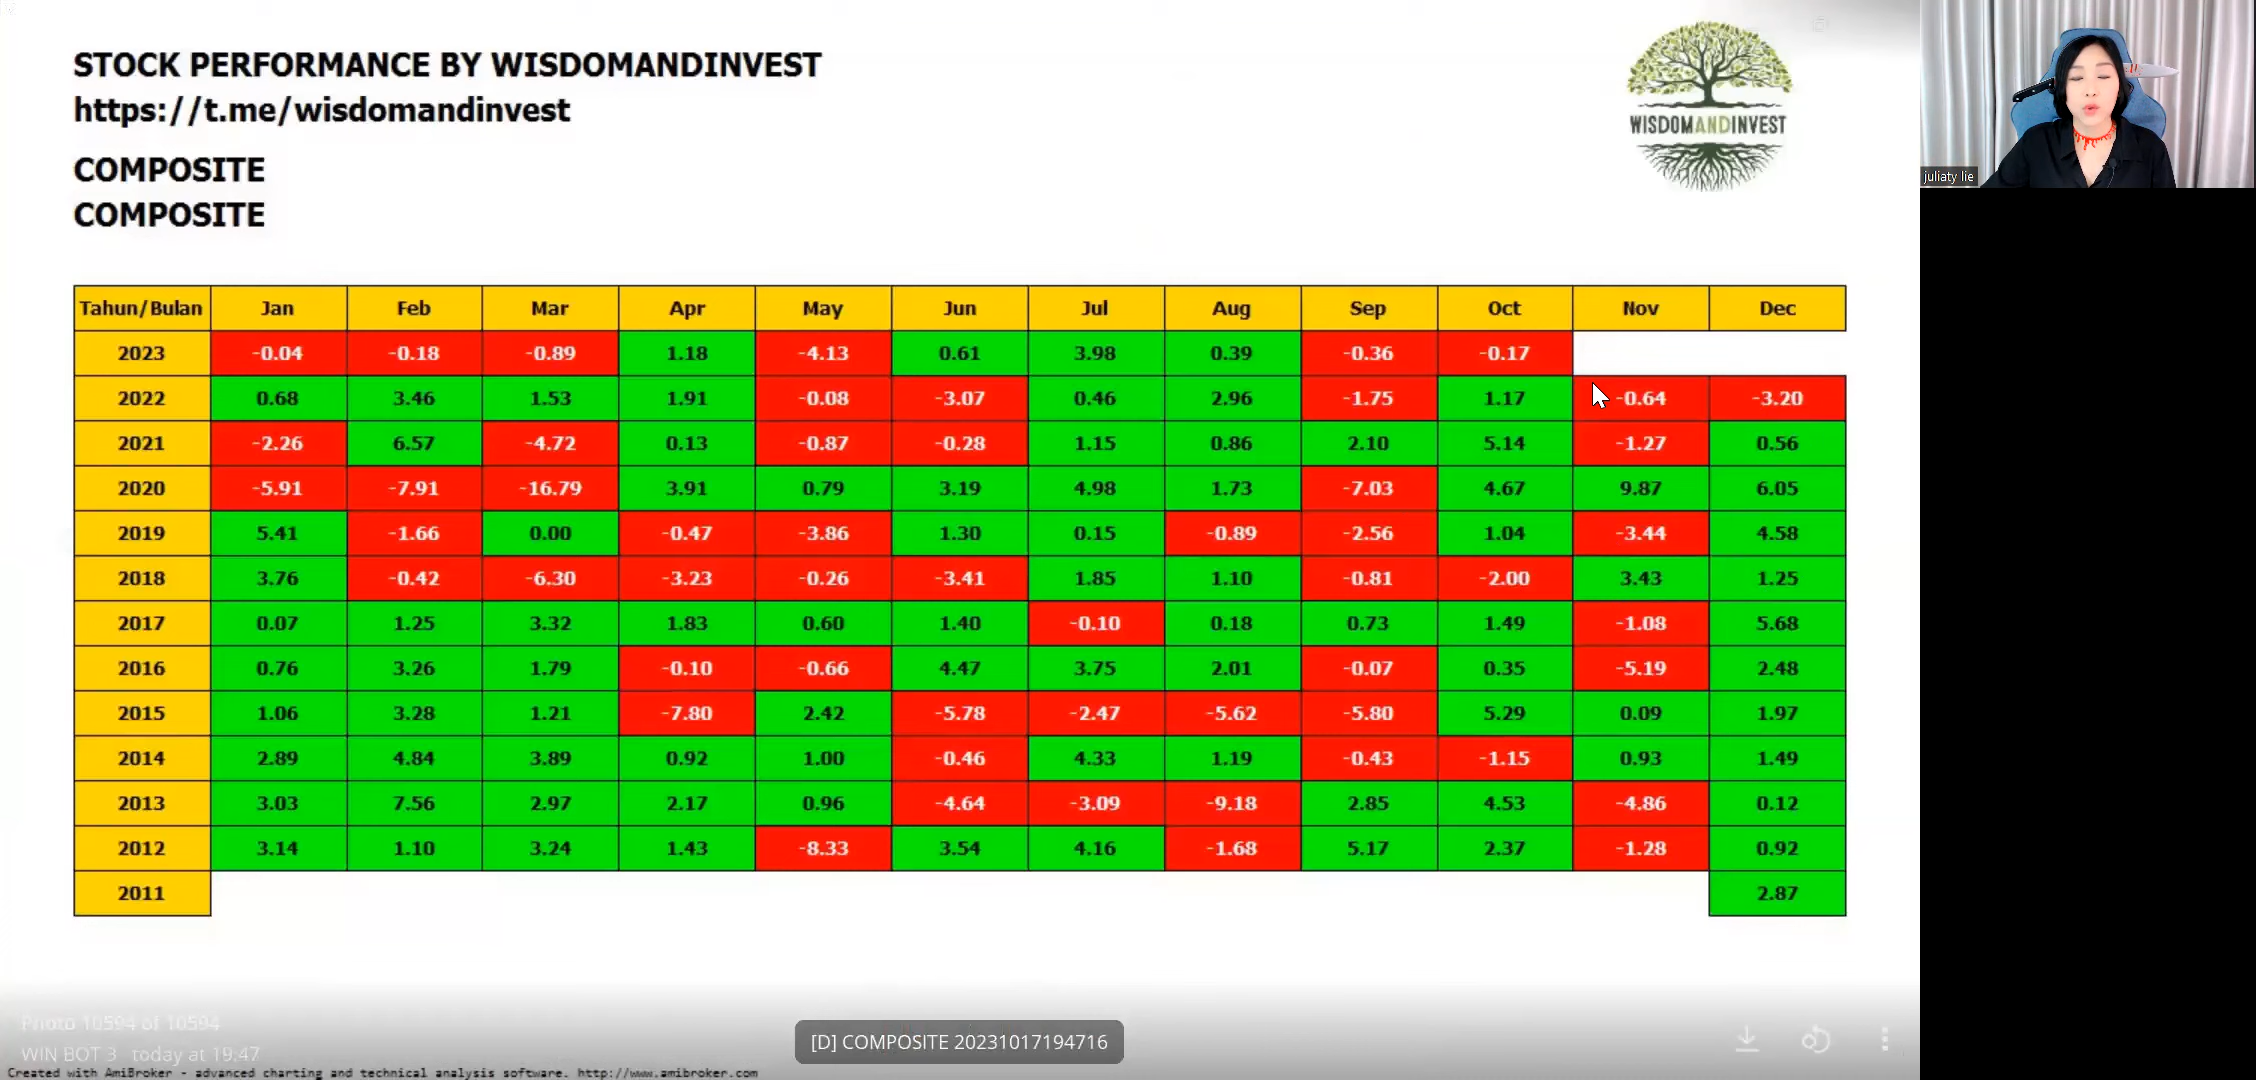 STOCK PERFORMANCE BY WISDOMANDINVEST
https://t.me/wisdomandinvest
COMPOSITE
COMPOSITE
WISDOMANDINVEST
juliaty lie
Tahun/Bulan Jan Feb Mar Apr May Jun Jul Aug Sep Oct Nov Dec
2023 -0.04 -0.18 -0.89 1.18 -4.13 0.61 3.98 0.39 -0.36 -0.17
2022 0.68 3.46 1.53 1.91 -0.08 -3.07 0.46 2.96 -1.75 1.17 -0.64 -3.20
2021 -2.26 6.57 -4.72 0.13 -0.87 -0.28 1.15 0.86 2.10 5.14 -1.27 0.56
2020 -5.91 -7.91 -16.79 3.91 0.79 3.19 4.98 1.73 -7.03 4.67 9.87 6.05
2019 5.41 -1.66 0.00 -0.47 -3.86 1.30 0.15 -0.89 -2.56 1.04 -3.44 4.58
2018 3.76 -0.42 -6.30 -3.23 -0.26 -3.41 1.85 1.10 -0.81 -2.00 3.43 1.25
2017 0.07 1.25 3.32 1.83 0.60 1.40 -0.10 0.18 0.73 1.49 -1.08 5.68
2016 0.76 3.26 1.79 -0.10 -0.66 4.47 3.75 2.01 -0.07 0.35 -5.19 2.48
2015 1.06 3.28 1.21 -7.80 2.42 -5.78 -2.47 -5.62 -5.80 5.29 0.09 1.97
2014 2.89 4.84 3.89 0.92 1.00 -0.46 4.33 1.19 -0.43 -1.15 0.93 1.49
2013 3.03 7.56 2.97 2.17 0.96 -4.64 -3.09 -9.18 2.85 4.53 -4.86 0.12
2012 3.14 1.10 3.24 1.43 -8.33 3.54 4.16 -1.68 5.17 2.37 -1.28 0.92
2011 2.87
Photo 10594 of 10594
[D] COMPOSITE 20231017194716
WIN BOT 3 today at 19:47
Created with AmiBroker - advanced charting and technical analysis software. http://www.amibroker.com